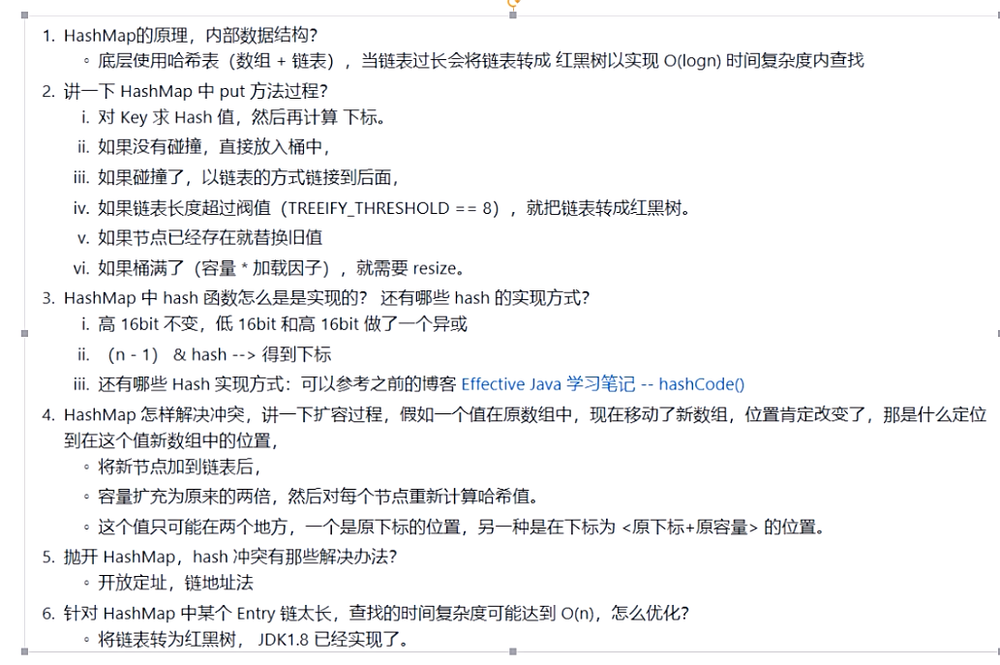 1. HashMap的原理，内部数据结构？
◦ 底层使用哈希表（数组 + 链表），当链表过长会将链表转成 红黑树以实现 O(logn) 时间复杂度内查找
2. 讲一下 HashMap 中 put 方法过程？
i. 对 Key 求 Hash 值，然后再计算 下标。
ii. 如果没有碰撞，直接放入桶中，
iii. 如果碰撞了，以链表的方式链接到后面，
iv. 如果链表长度超过阀值（TREEIFY_THRESHOLD == 8），就把链表转成红黑树。
v. 如果节点已经存在就替换旧值
vi. 如果桶满了（容量 * 加载因子），就需要 resize。
3. HashMap 中 hash 函数怎么是是实现的？ 还有哪些 hash 的实现方式？
i. 高 16bit 不变，低 16bit 和高 16bit 做了一个异或
ii. （n - 1） & hash --> 得到下标
iii. 还有哪些 Hash 实现方式：可以参考之前的博客 Effective Java 学习笔记 -- hashCode()
4. HashMap 怎样解决冲突，讲一下扩容过程，假如一个值在原数组中，现在移动了新数组，位置肯定改变了，那是什么定位
到在这个值新数组中的位置，
◦ 将新节点加到链表后，
◦ 容量扩充为原来的两倍，然后对每个节点重新计算哈希值。
◦ 这个值只可能在两个地方，一个是原下标的位置，另一种是在下标为 <原下标+原容量> 的位置。
5. 抛开 HashMap，hash 冲突有那些解决办法？
◦ 开放定址，链地址法
6. 针对 HashMap 中某个 Entry 链太长，查找的时间复杂度可能达到 O(n)，怎么优化？
◦ 将链表转为红黑树， JDK1.8 已经实现了。